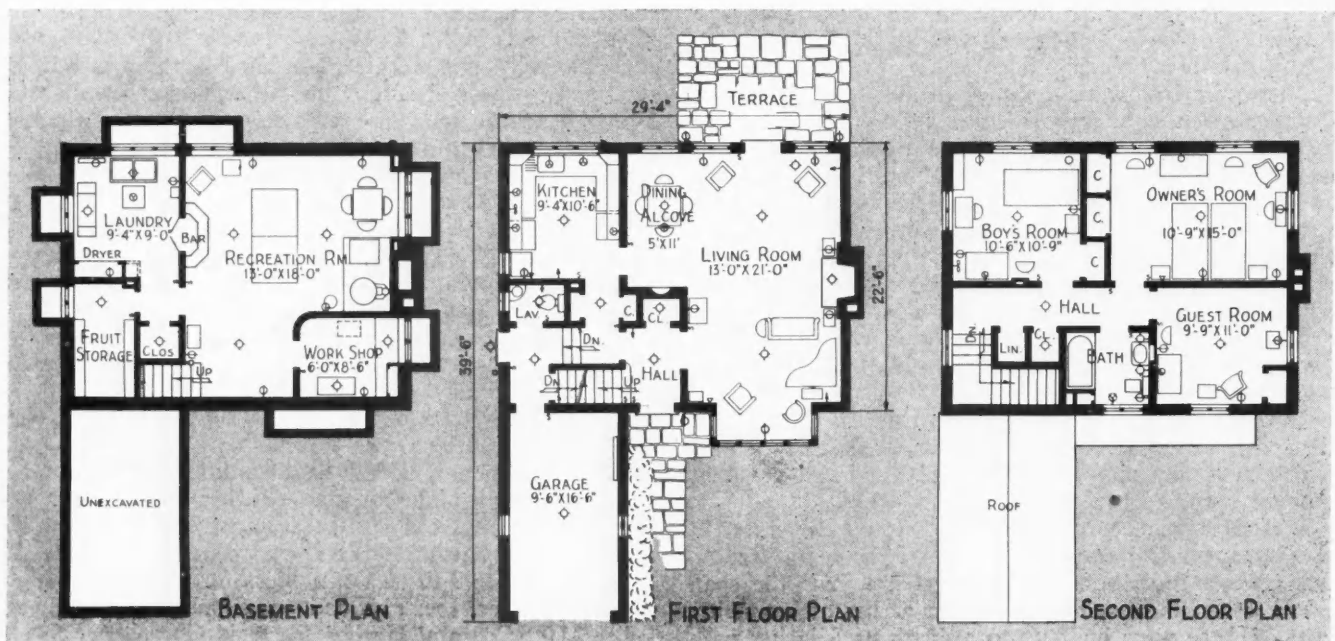 LAUNDRY
9'-4"X9'-0"
DRYER
BAR
RECREATION RM.
13'-0"X18'-0"
FRUIT
STORAGE
CLOS.
UP
WORK SHOP
6'-0"X8'-6"
UNEXCAVATED
BASEMENT PLAN
TERRACE
29'-4"
KITCHEN
9'-4"X10'-6"
DINING
ALCOVE
5'X11'
LIVING ROOM
13'-0"X21'-0"
22'-6"
39'-6"
LAV.
C.
CL.
DN.
DN.
UP
HALL
GARAGE
9'-6"X16'-6"
FIRST FLOOR PLAN
BOY'S ROOM
10'-6"X10'-9"
C
C
C
OWNER'S ROOM
10'-9"X15'-0"
HALL
DN.
LIN.
CL.
BATH
GUEST ROOM
9'-9"X11'-0"
ROOF
SECOND FLOOR PLAN